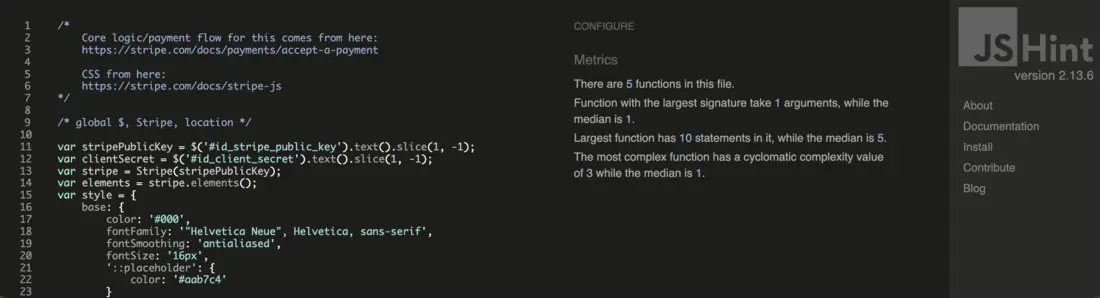 1 /*
2 Core logic/payment flow for this comes from here:
3 https://stripe.com/docs/payments/accept-a-payment
4
5 CSS from here:
6 https://stripe.com/docs/stripe-js
7 */
8
9 /* global $, Stripe, location */
10
11 var stripePublicKey = $('#id_stripe_public_key').text().slice(1, -1);
12 var clientSecret = $('#id_client_secret').text().slice(1, -1);
13 var stripe = Stripe(stripePublicKey);
14 var elements = stripe.elements();
15 var style = {
16 base: {
17 color: '#000',
18 fontFamily: '"Helvetica Neue", Helvetica, sans-serif',
19 fontSmoothing: 'antialiased',
20 fontSize: '16px',
21 '::placeholder': {
22 color: '#aab7c4'
23 }
CONFIGURE
Metrics
There are 5 functions in this file.
Function with the largest signature take 1 arguments, while the
median is 1.
Largest function has 10 statements in it, while the median is 5.
The most complex function has a cyclomatic complexity value
of 3 while the median is 1.
JSHint
version 2.13.6
About
Documentation
Install
Contribute
Blog